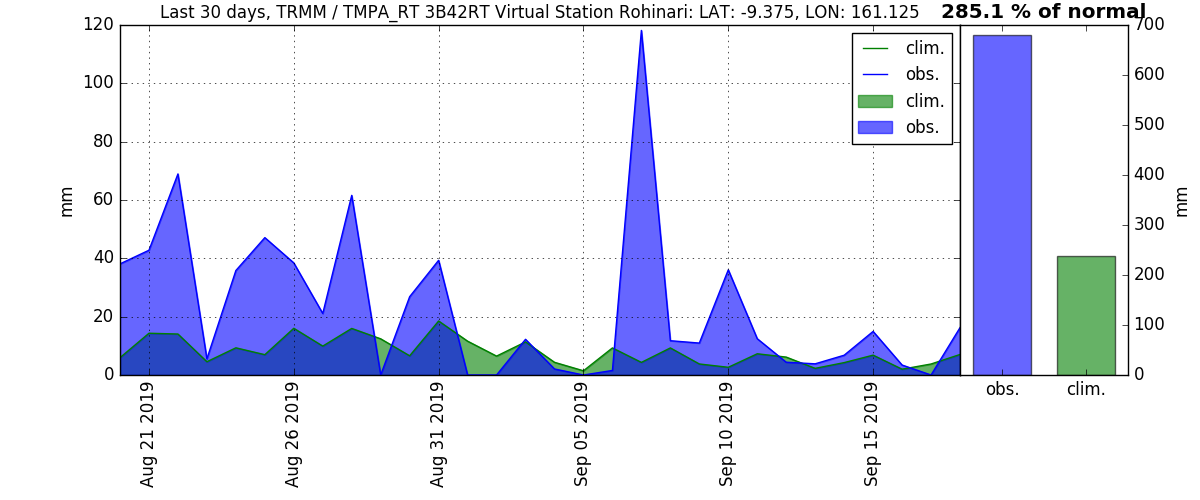 Last 30 days, TRMM / TMPA_RT 3B42RT Virtual Station Rohinari: LAT: -9.375, LON: 161.125
285.1 % of normal
120
100
80
60
40
20
0
mm
clim.
obs.
clim.
obs.
700
600
500
400
300
200
100
0
mm
obs.
clim.
Aug 21 2019
Aug 26 2019
Aug 31 2019
Sep 05 2019
Sep 10 2019
Sep 15 2019